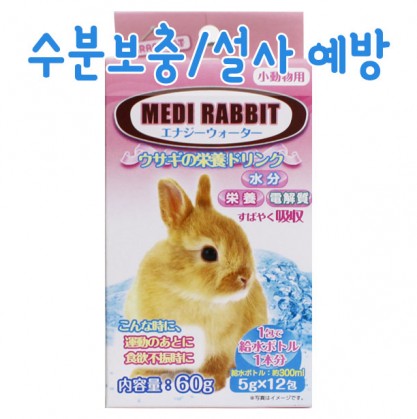 수분보충/설사 예방
小動物用
MEDI RABBIT
エナジーウォーター
ウサギの栄養ドリンク
水分
栄養 電解質
すばやく吸収
こんな時に、
運動のあとに
食欲不振時に
1包で
給水ボトル
1本分
給水ボトル:約300ml
5g×12包
内容量:60g
※写真はイメージです。